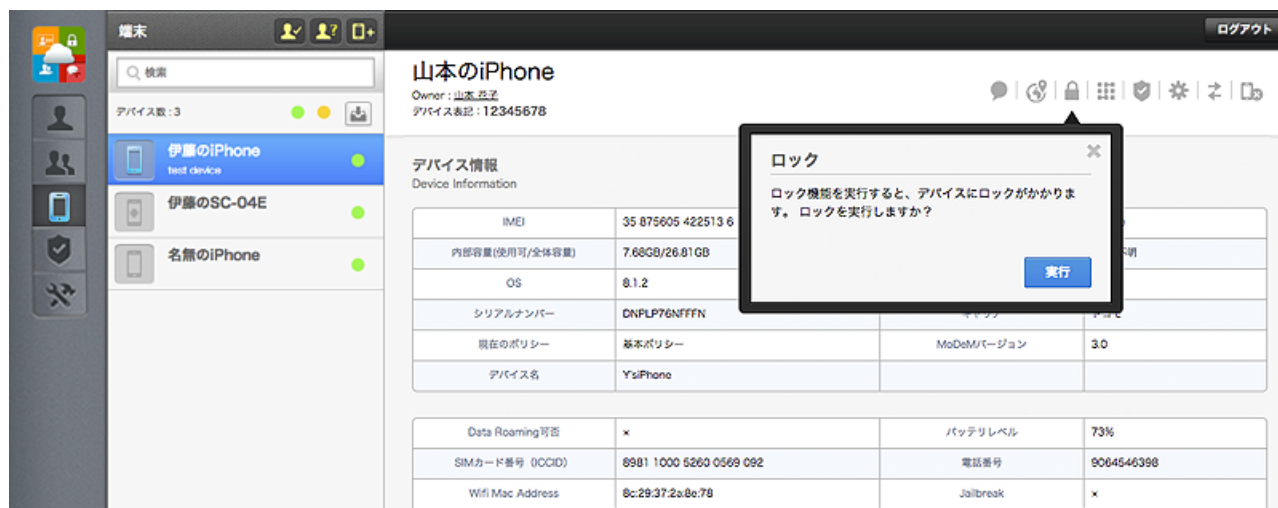 端末
ログアウト
検索
デバイス数 : 3
伊藤のiPhone
test device
伊藤のSC-04E
名無のiPhone
山本のiPhone
Owner : 山本 花子
デバイス表記 : 12345678
デバイス情報
Device Information
ロック
ロック機能を実行すると、デバイスにロックがかかりま
す。 ロックを実行しますか？
実行
IMEI 35 875605 422513 6
内部容量(使用可/全体容量) 7.68GB/26.81GB
OS 8.1.2
シリアルナンバー DNPLP76NFFFN
現在のポリシー 基本ポリシー MoDeMバージョン 3.0
デバイス名 Y'siPhone
Data Roaming可否 × バッテリレベル 73%
SIMカード番号 (ICCID) 8981 1000 5260 0569 092 電話番号 9064546398
Wifi Mac Address 8c:29:37:2a:8e:78 Jailbreak ×